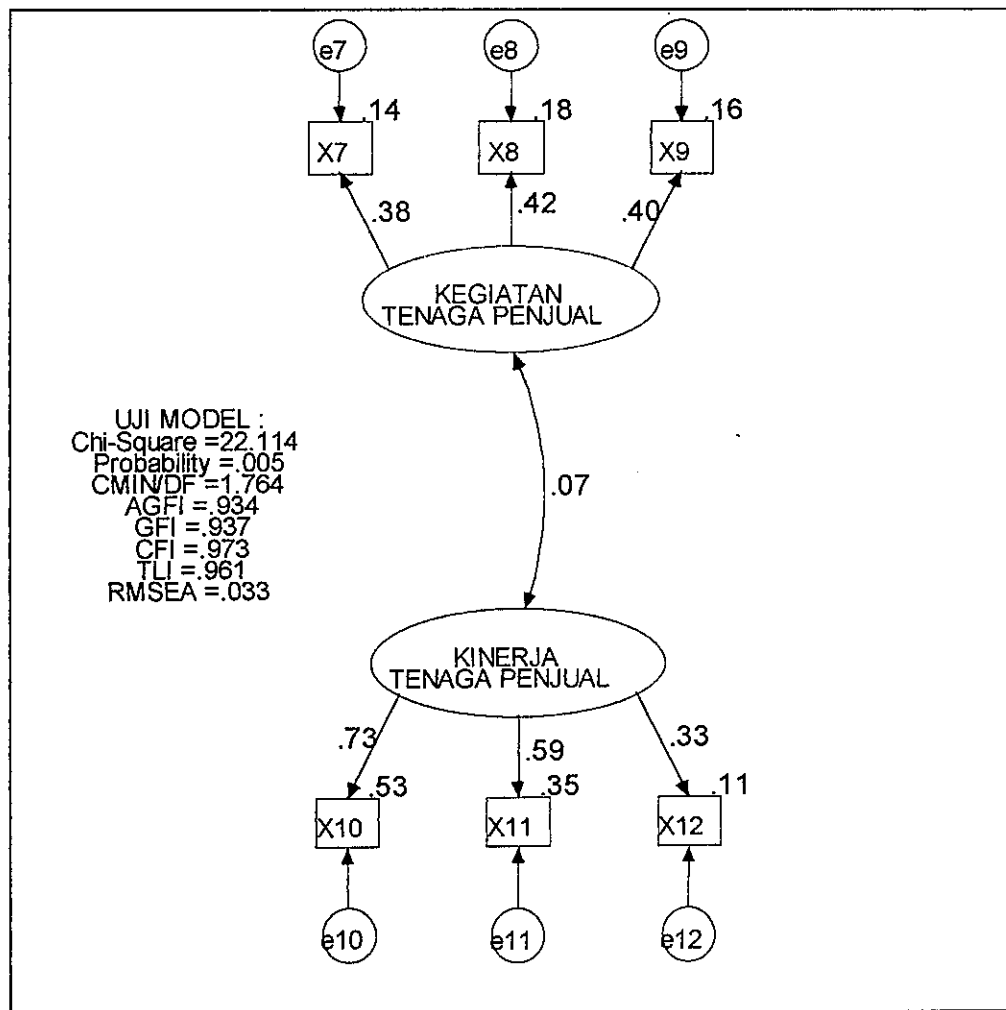 e7 e8 e9
.14 .18 .16
X7 X8 X9
.38 .42 .40
KEGIATAN
TENAGA PENJUAL
UJI MODEL :
Chi-Square =22.114
Probability =.005
CMIN/DF =1.764
AGFI =.934
GFI =.937
CFI =.973
TLI =.961
RMSEA =.033
.07
KINERJA
TENAGA PENJUAL
.73 .59 .33
.53 .35 .11
X10 X11 X12
e10 e11 e12